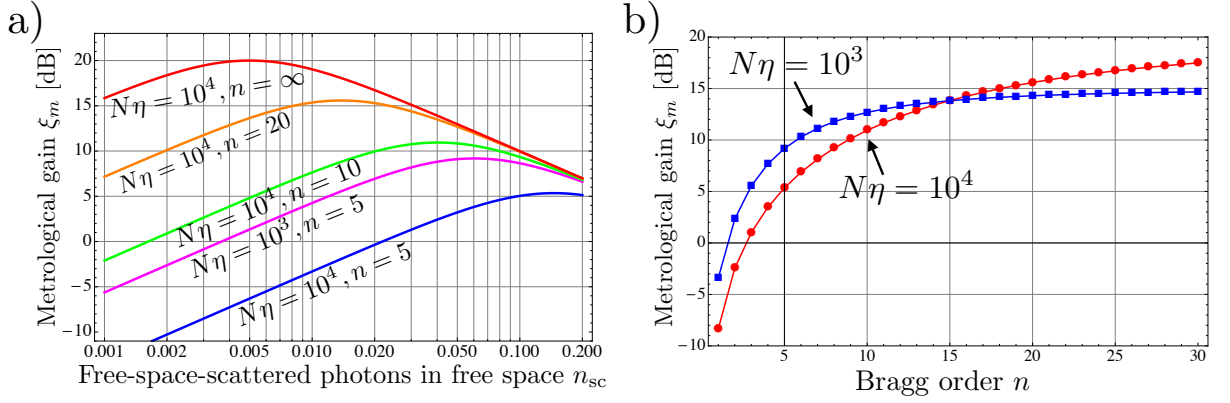 a)
Metrological gain ξm [dB]
20
15
10
5
0
−5
−10
Nη = 10^4, n = ∞
Nη = 10^4, n = 20
Nη = 10^4, n = 10
Nη = 10^3, n = 5
Nη = 10^4, n = 5
0.001 0.002 0.005 0.010 0.020 0.050 0.100 0.200
Free-space-scattered photons in free space nsc
b)
Metrological gain ξm [dB]
20
15
10
5
0
−5
−10
Nη = 10^3
Nη = 10^4
5 10 15 20 25 30
Bragg order n